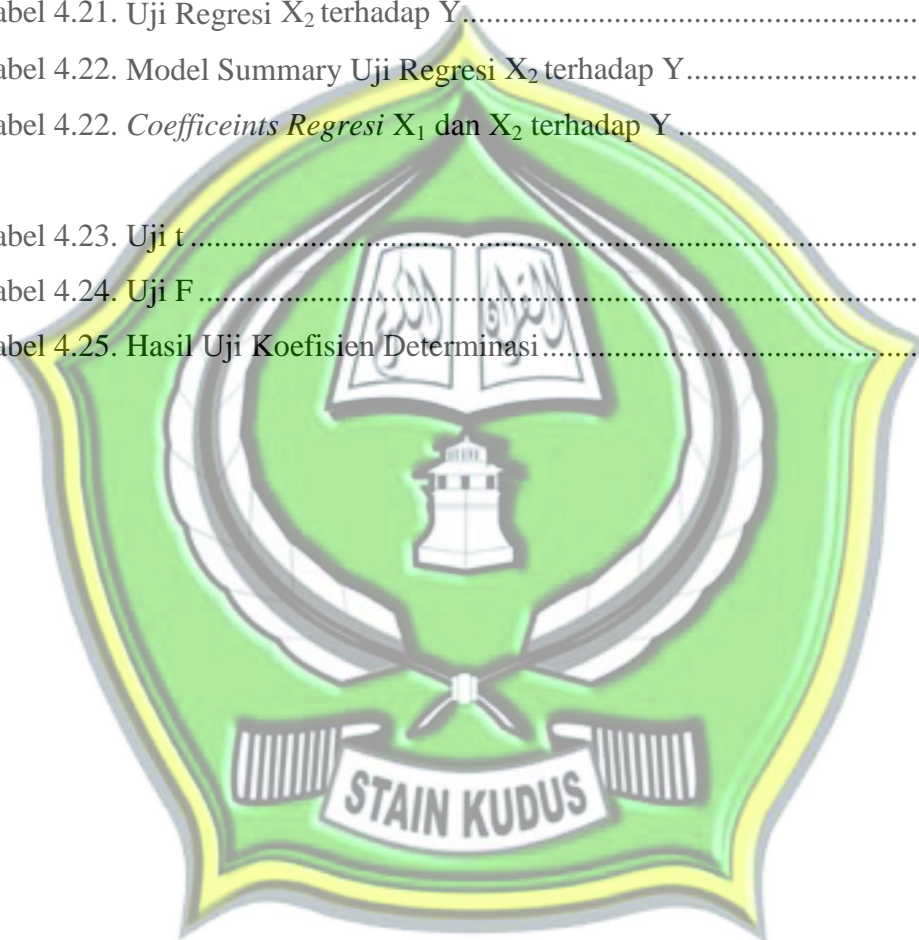 abel 4.21. Uji Regresi X₂ terhadap Y
abel 4.22. Model Summary Uji Regresi X₂ terhadap Y
abel 4.22. Coefficeints Regresi X₁ dan X₂ terhadap Y
abel 4.23. Uji t
abel 4.24. Uji F
abel 4.25. Hasil Uji Koefisien Determinasi
القرآن
الكريم
STAIN KUDUS